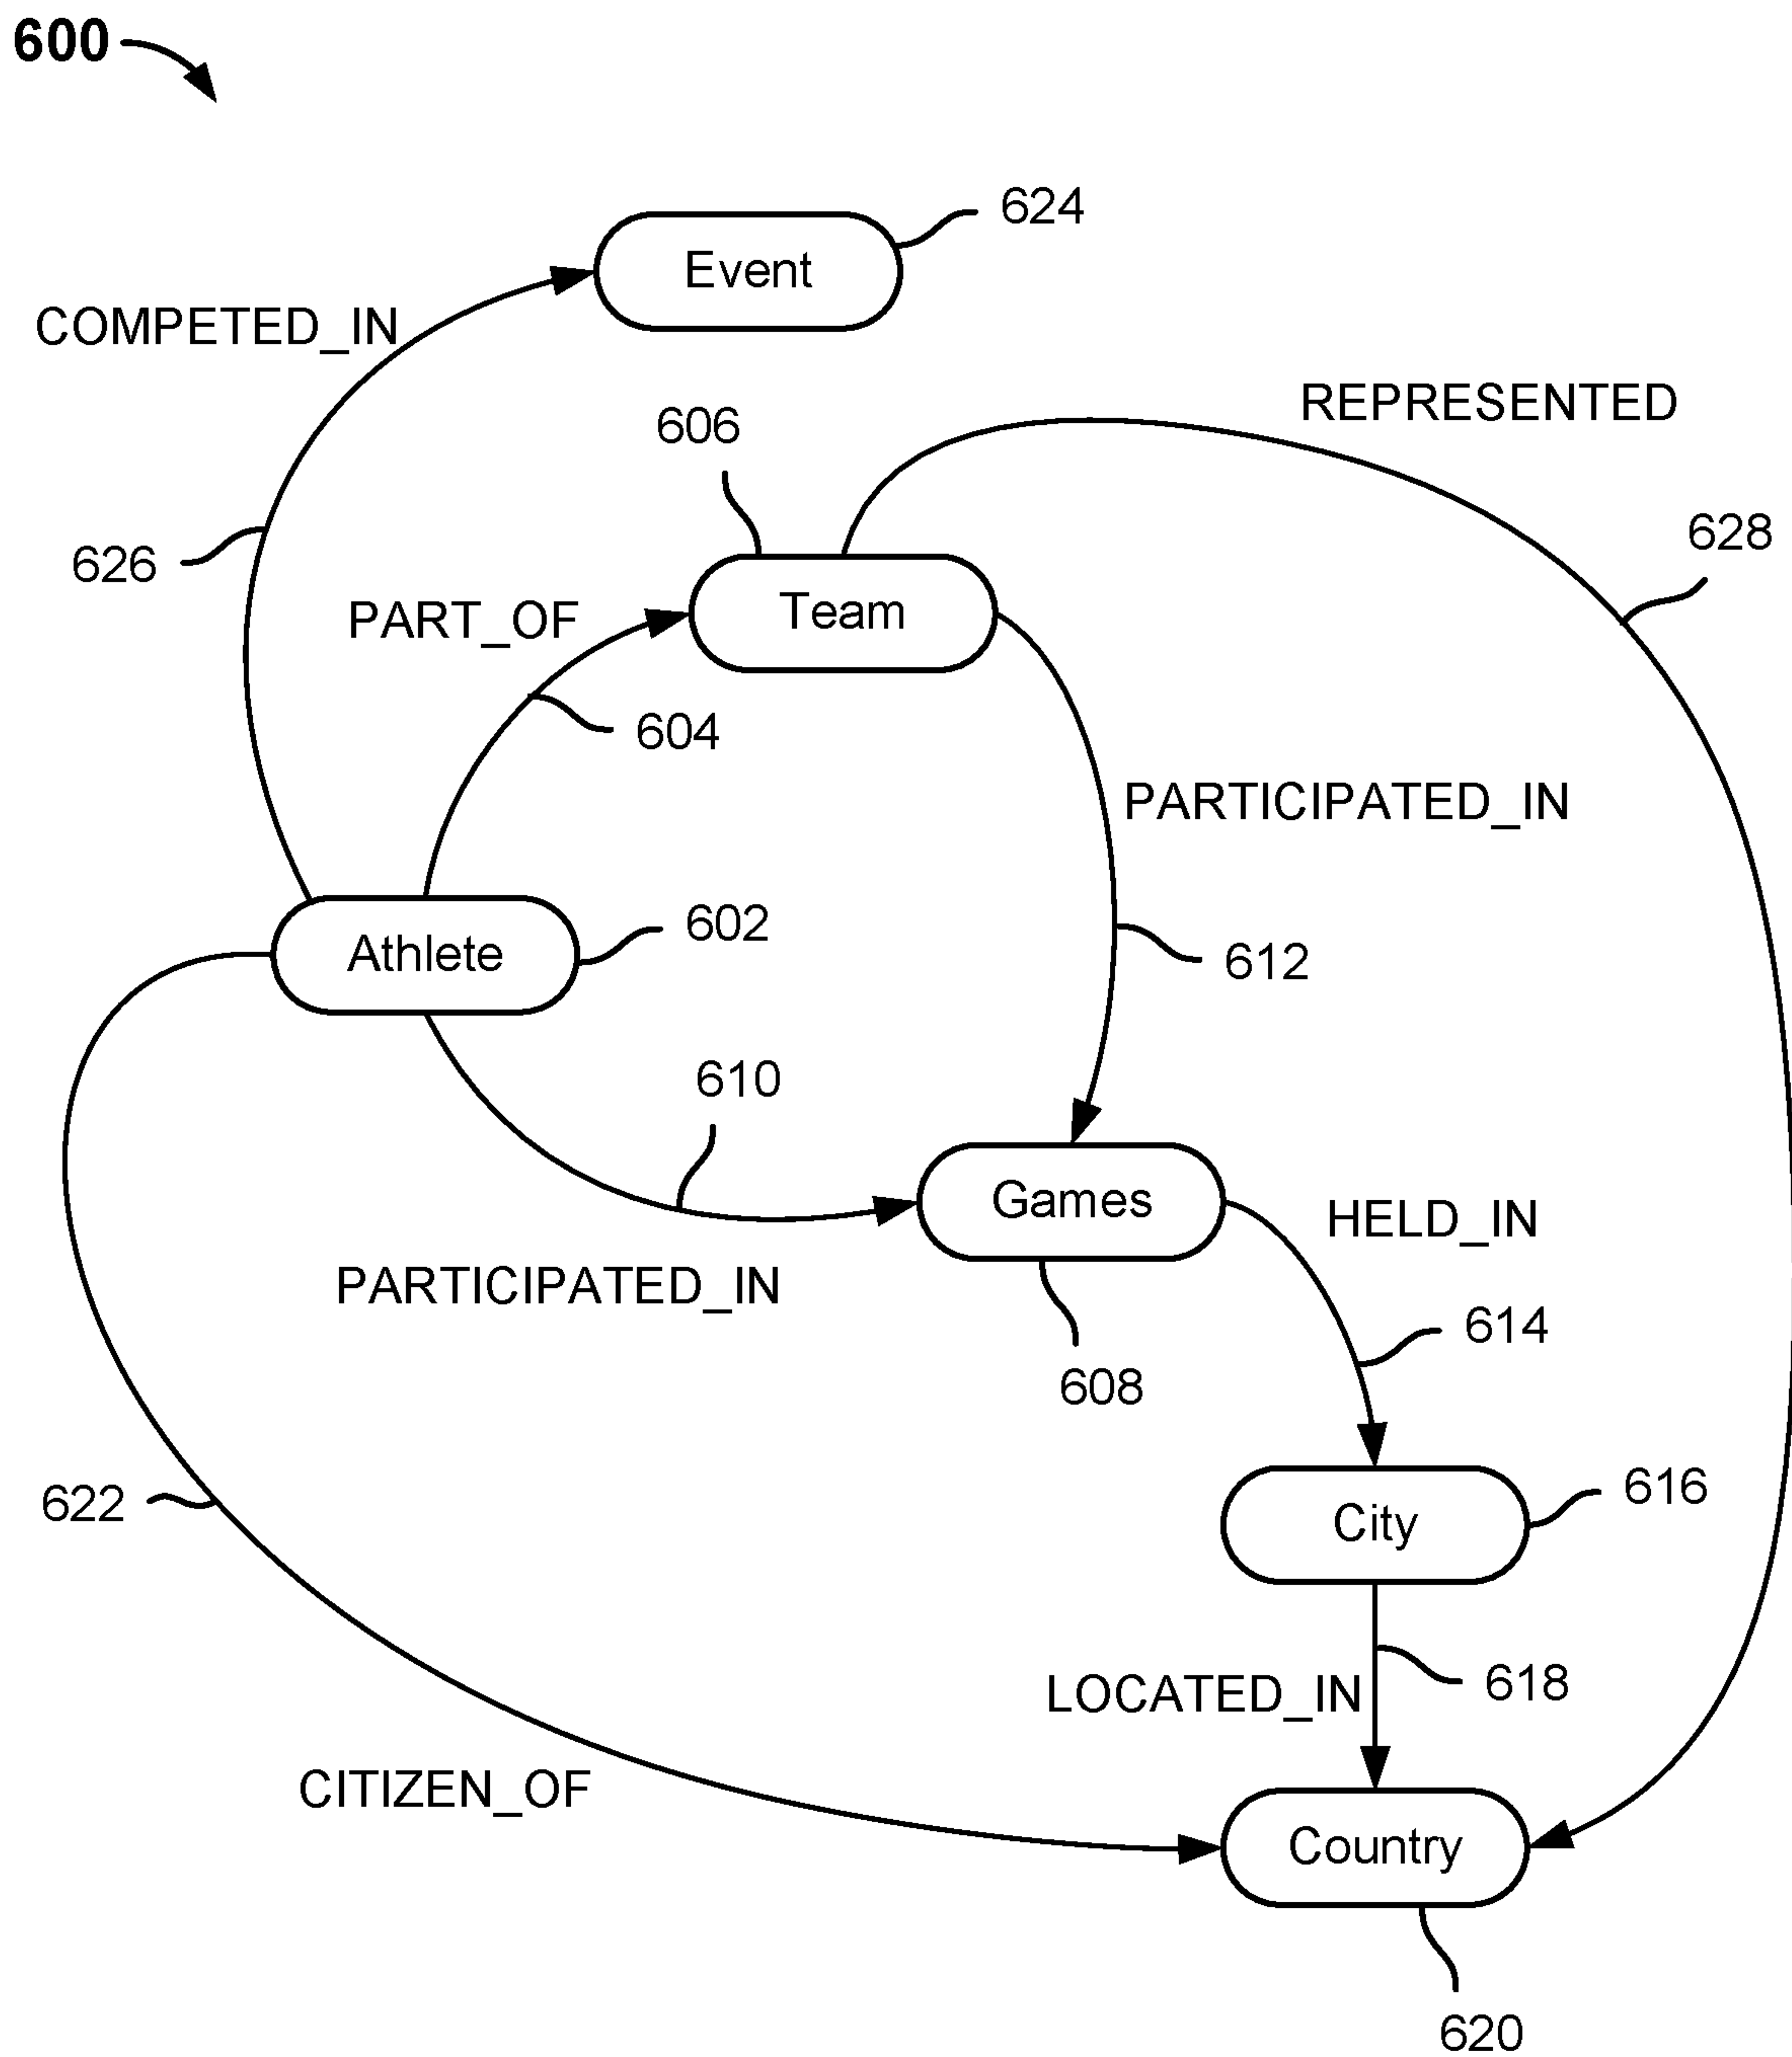 600
624
Event
COMPETED_IN
REPRESENTED
606
628
626
Team
PART_OF
604
PARTICIPATED_IN
602
Athlete
612
610
Games
HELD_IN
PARTICIPATED_IN
614
608
616
622
City
618
LOCATED_IN
CITIZEN_OF
Country
620